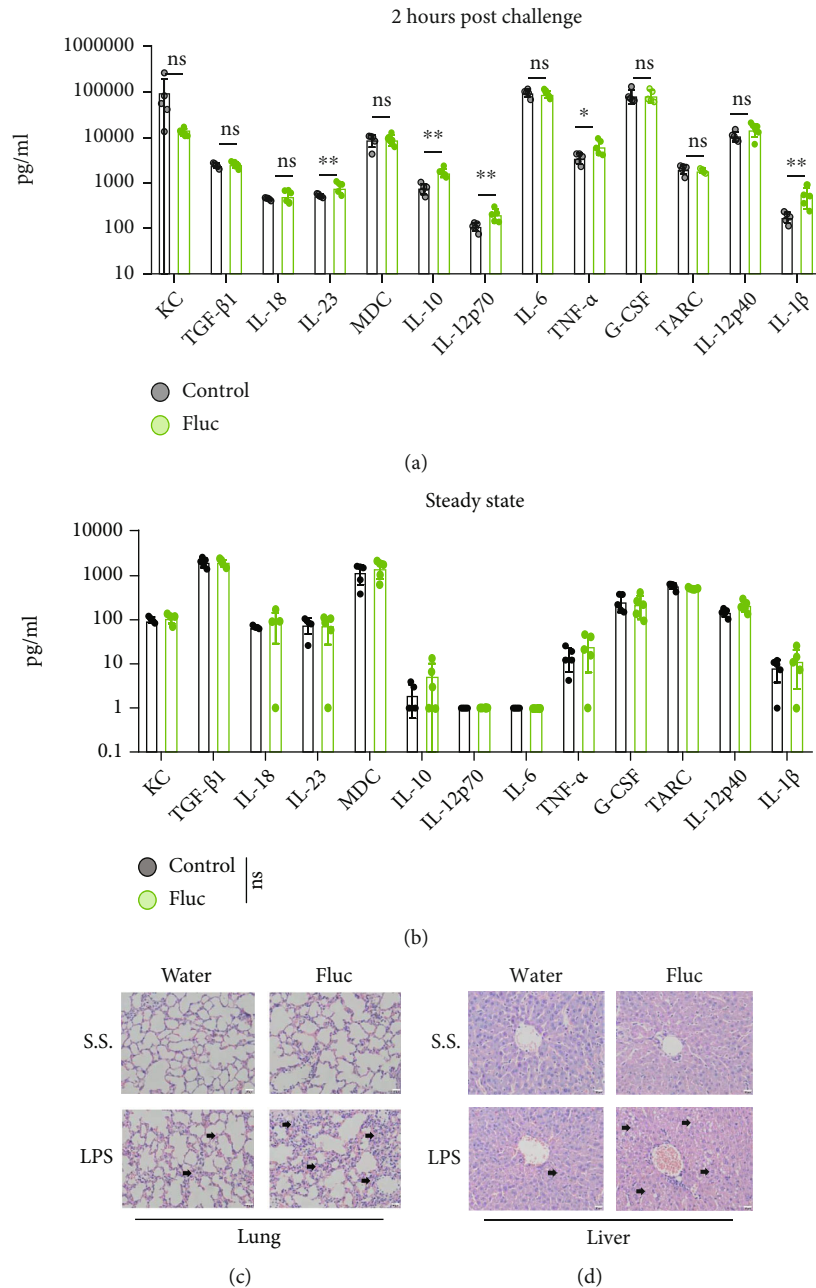 2 hours post challenge
pg/ml
1000000
100000
10000
1000
100
10
ns
ns
ns
**
ns
**
**
ns
*
ns
ns
ns
**
KC
TGF-β1
IL-18
IL-23
MDC
IL-10
IL-12p70
IL-6
TNF-α
G-CSF
TARC
IL-12p40
IL-1β
Control
Fluc
(a)
Steady state
pg/ml
10000
1000
100
10
1
0.1
KC
TGF-β1
IL-18
IL-23
MDC
IL-10
IL-12p70
IL-6
TNF-α
G-CSF
TARC
IL-12p40
IL-1β
Control
Fluc
ns
(b)
Water Fluc Water Fluc
S.S. S.S.
LPS LPS
Lung Liver
(c) (d)